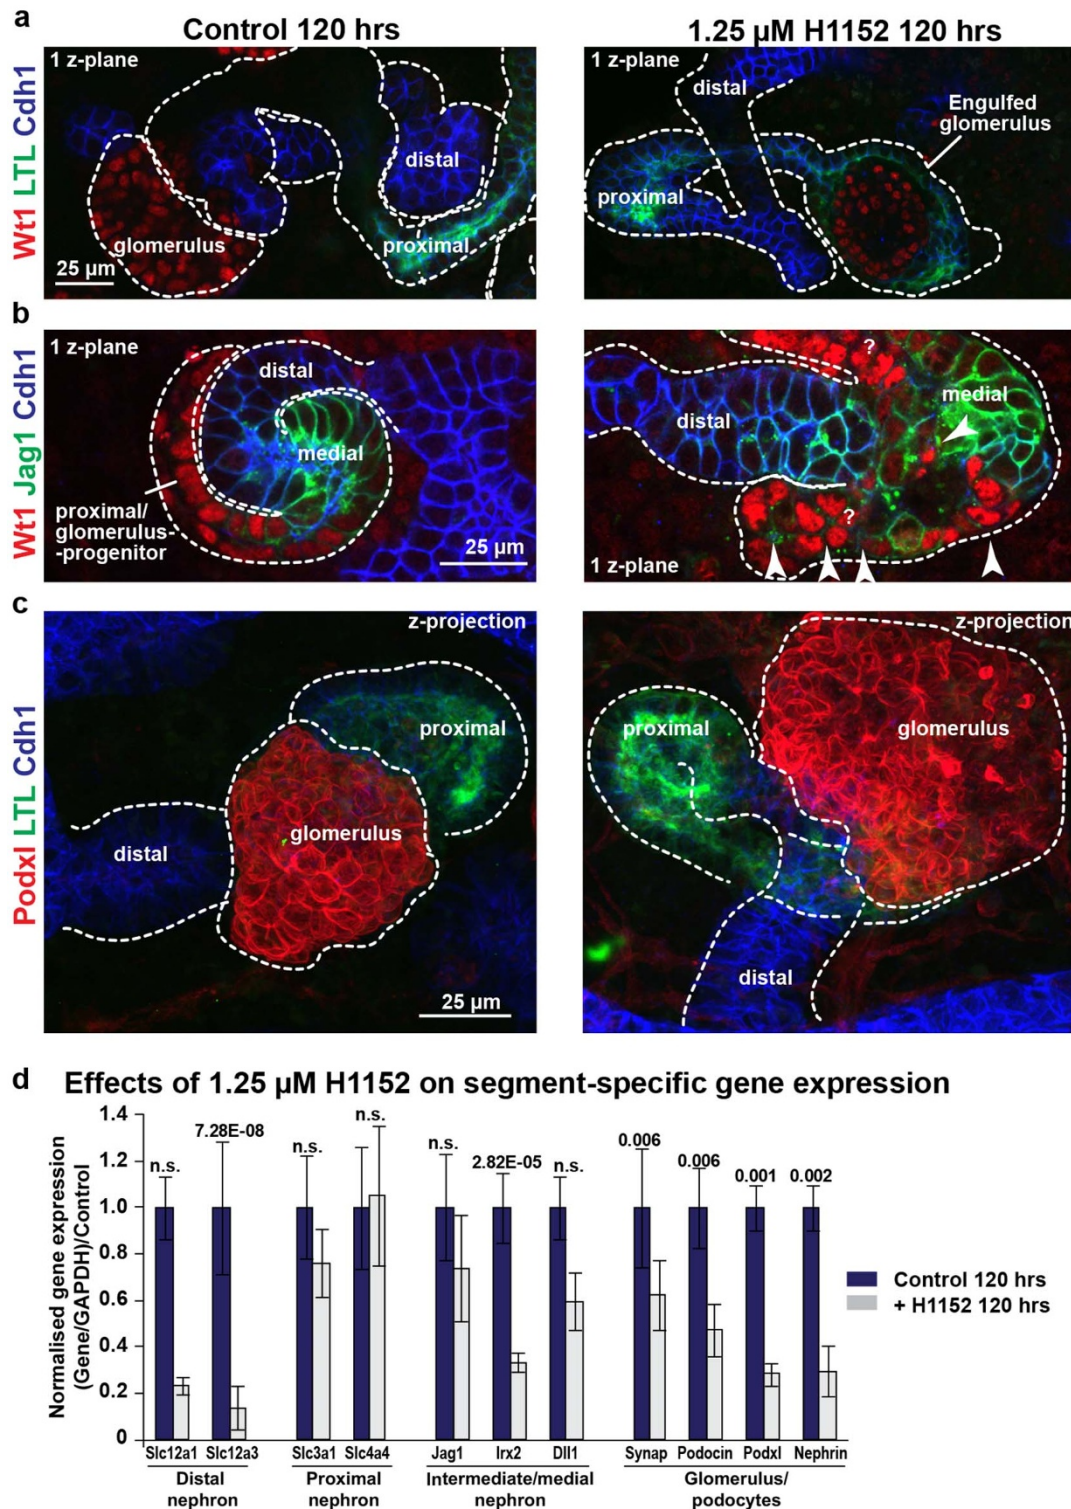 a
Control 120 hrs
1.25 µM H1152 120 hrs
Wt1 LTL Cdh1
1 z-plane
distal
glomerulus
proximal
25 µm
1 z-plane
distal
Engulfed
glomerulus
proximal
b
Wt1 Jag1 Cdh1
1 z-plane
distal
medial
proximal/
glomerulus-
-progenitor
25 µm
?
medial
distal
?
1 z-plane
c
Podxl LTL Cdh1
z-projection
proximal
glomerulus
distal
25 µm
z-projection
proximal
glomerulus
distal
d
Effects of 1.25 µM H1152 on segment-specific gene expression
Normalised gene expression
(Gene/GAPDH)/Control
1.4
1.2
1.0
0.8
0.6
0.4
0.2
0
n.s.
7.28E-08
n.s.
n.s.
n.s.
2.82E-05
n.s.
0.006
0.006
0.001
0.002
Control 120 hrs
+ H1152 120 hrs
Slc12a1 Slc12a3 Slc3a1 Slc4a4 Jag1 Irx2 Dll1 Synap Podocin Podxl Nephrin
Distal
nephron
Proximal
nephron
Intermediate/medial
nephron
Glomerulus/
podocytes